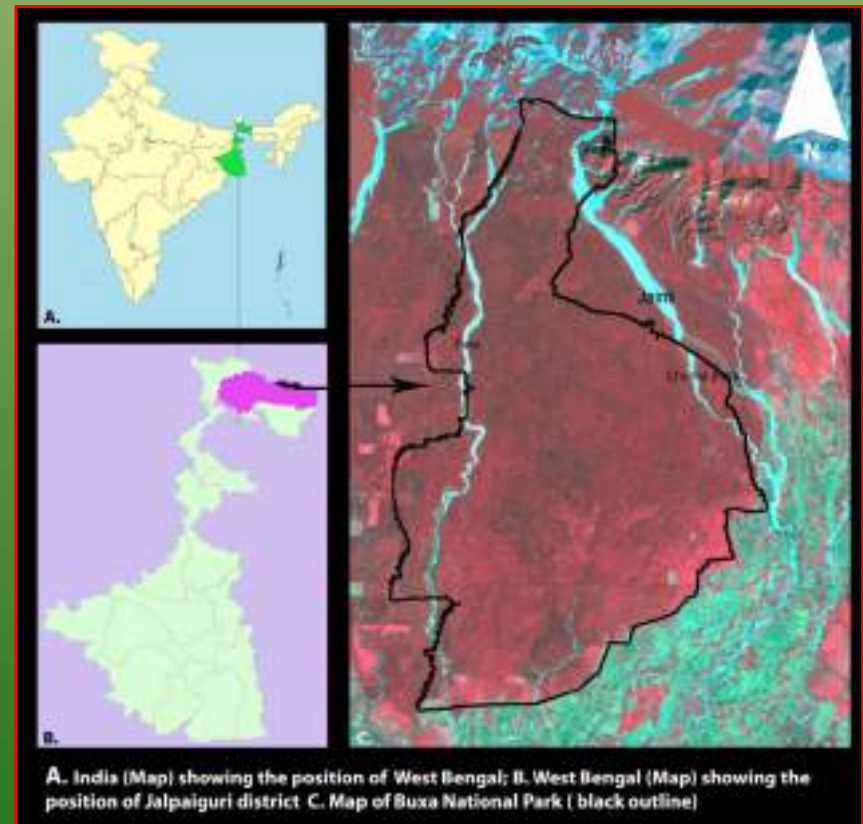 A.
B.
C.
N
A. India (Map) showing the position of West Bengal; B. West Bengal (Map) showing the
position of Jalpaiguri district C. Map of Buxa National Park ( black outline)